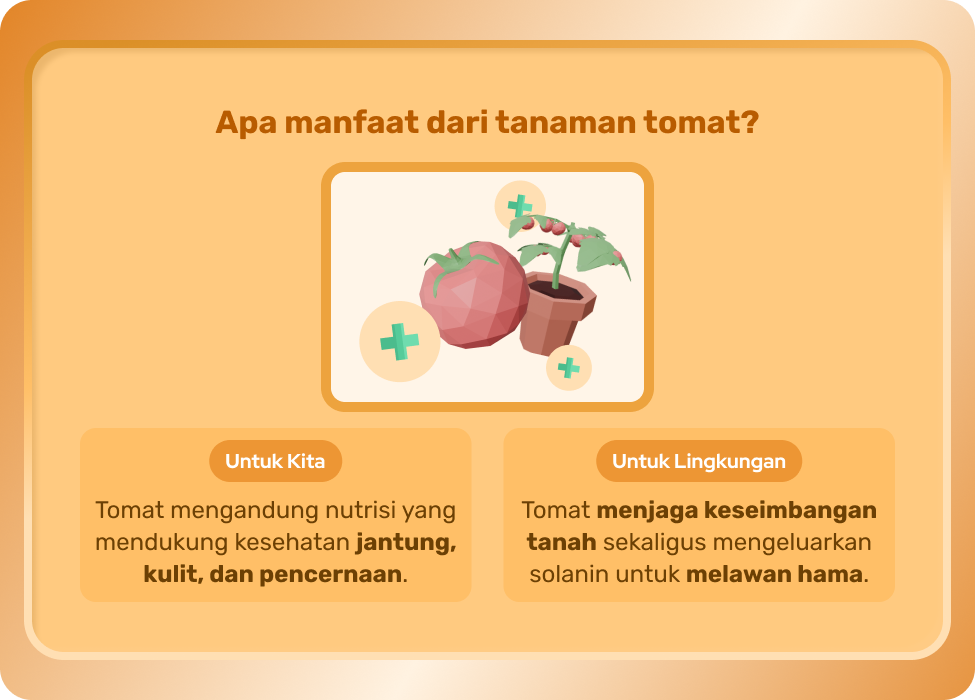 Apa manfaat dari tanaman tomat?
Untuk Kita
Tomat mengandung nutrisi yang
mendukung kesehatan jantung,
kulit, dan pencernaan.
Untuk Lingkungan
Tomat menjaga keseimbangan
tanah sekaligus mengeluarkan
solanin untuk melawan hama.